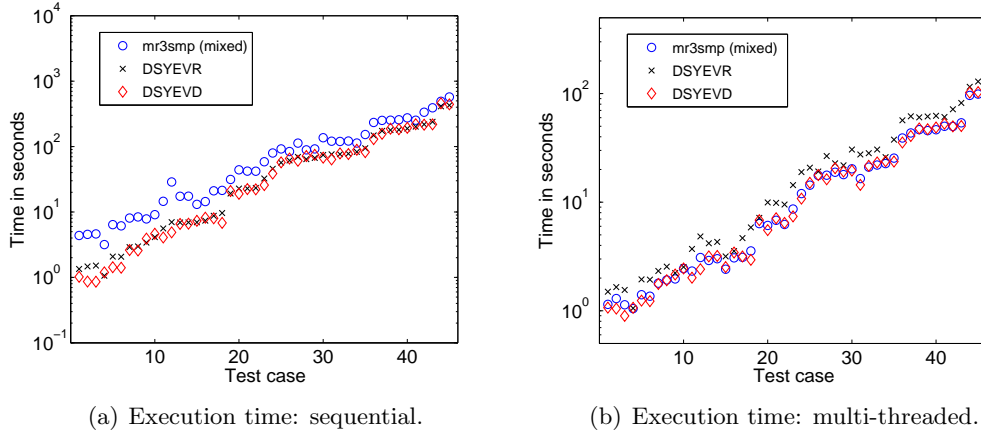 10^4
10^3
10^2
10^1
10^0
10^-1
Time in seconds
mr3smp (mixed)
DSYEVR
DSYEVD
10 20 30 40
Test case
(a) Execution time: sequential.
10^2
10^1
10^0
Time in seconds
mr3smp (mixed)
DSYEVR
DSYEVD
10 20 30 40
Test case
(b) Execution time: multi-threaded.